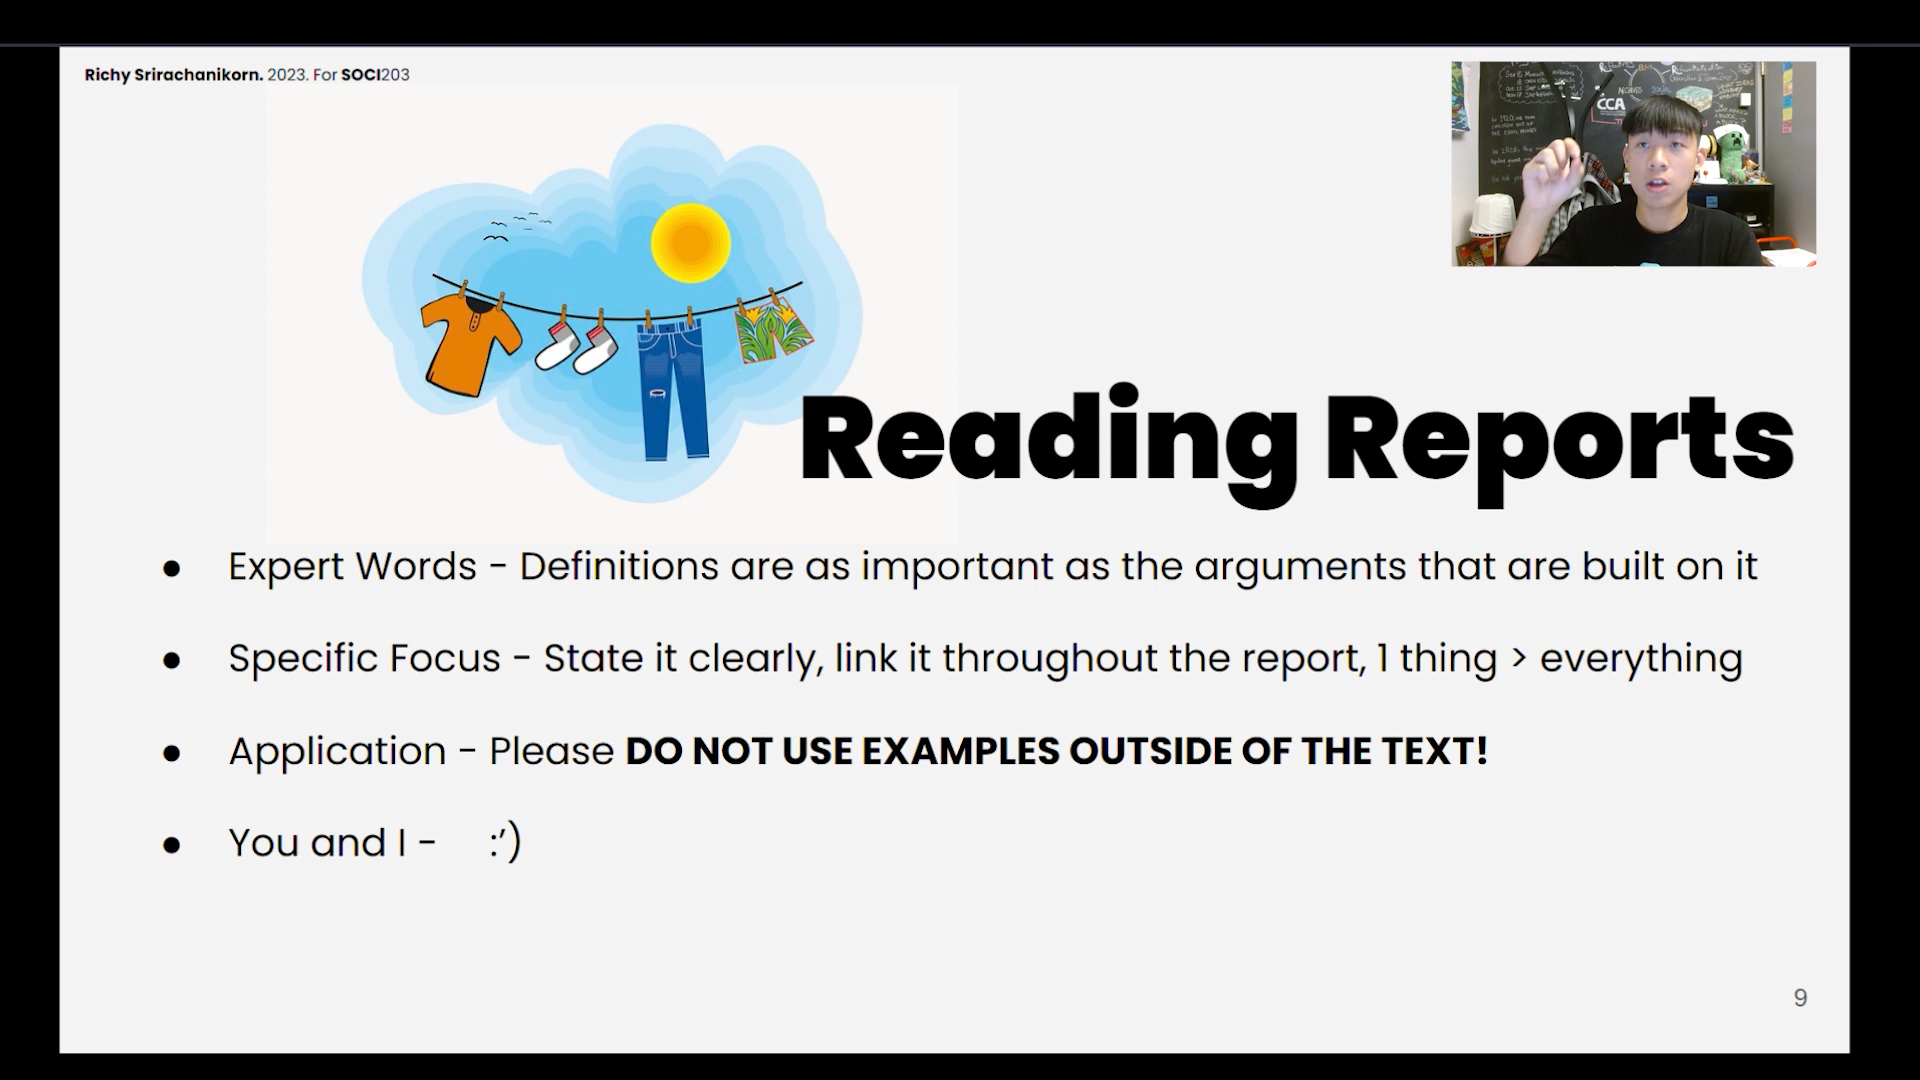 Richy Srirachanikorn. 2023. For SOCI203
CCA
Reading Reports
● Expert Words - Definitions are as important as the arguments that are built on it
● Specific Focus - State it clearly, link it throughout the report, 1 thing > everything
● Application - Please DO NOT USE EXAMPLES OUTSIDE OF THE TEXT!
● You and I - :’)
9